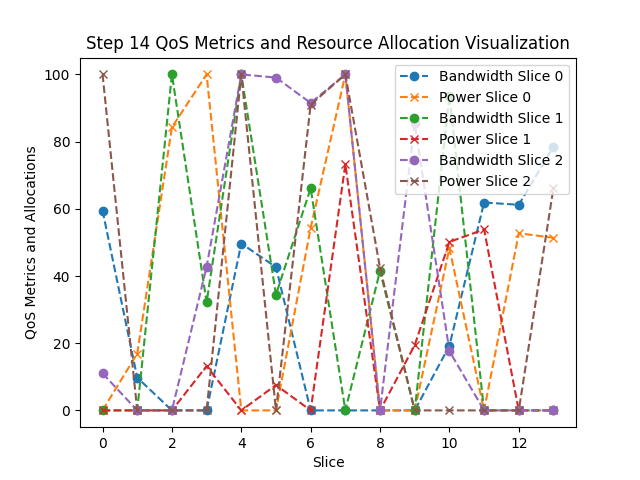 Step 14 QoS Metrics and Resource Allocation Visualization
100
80
60
40
20
0
QoS Metrics and Allocations
Bandwidth Slice 0
Power Slice 0
Bandwidth Slice 1
Power Slice 1
Bandwidth Slice 2
Power Slice 2
0 2 4 6 8 10 12
Slice